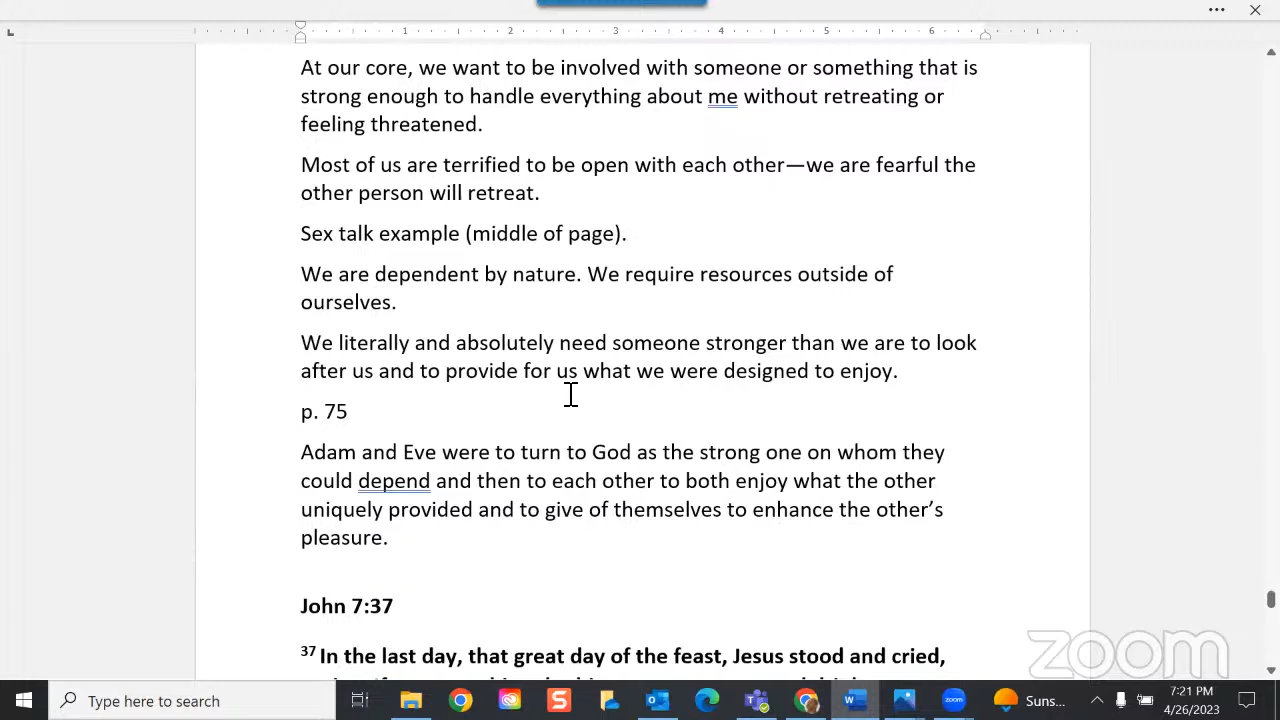 1 2 3 4 5 6
At our core, we want to be involved with someone or something that is
strong enough to handle everything about me without retreating or
feeling threatened.
Most of us are terrified to be open with each other—we are fearful the
other person will retreat.
Sex talk example (middle of page).
We are dependent by nature. We require resources outside of
ourselves.
We literally and absolutely need someone stronger than we are to look
after us and to provide for us what we were designed to enjoy.
p. 75
Adam and Eve were to turn to God as the strong one on whom they
could depend and then to each other to both enjoy what the other
uniquely provided and to give of themselves to enhance the other’s
pleasure.
John 7:37
37 In the last day, that great day of the feast, Jesus stood and cried,
zoom
Type here to search
zoom
Suns...
7:21 PM
4/26/2023